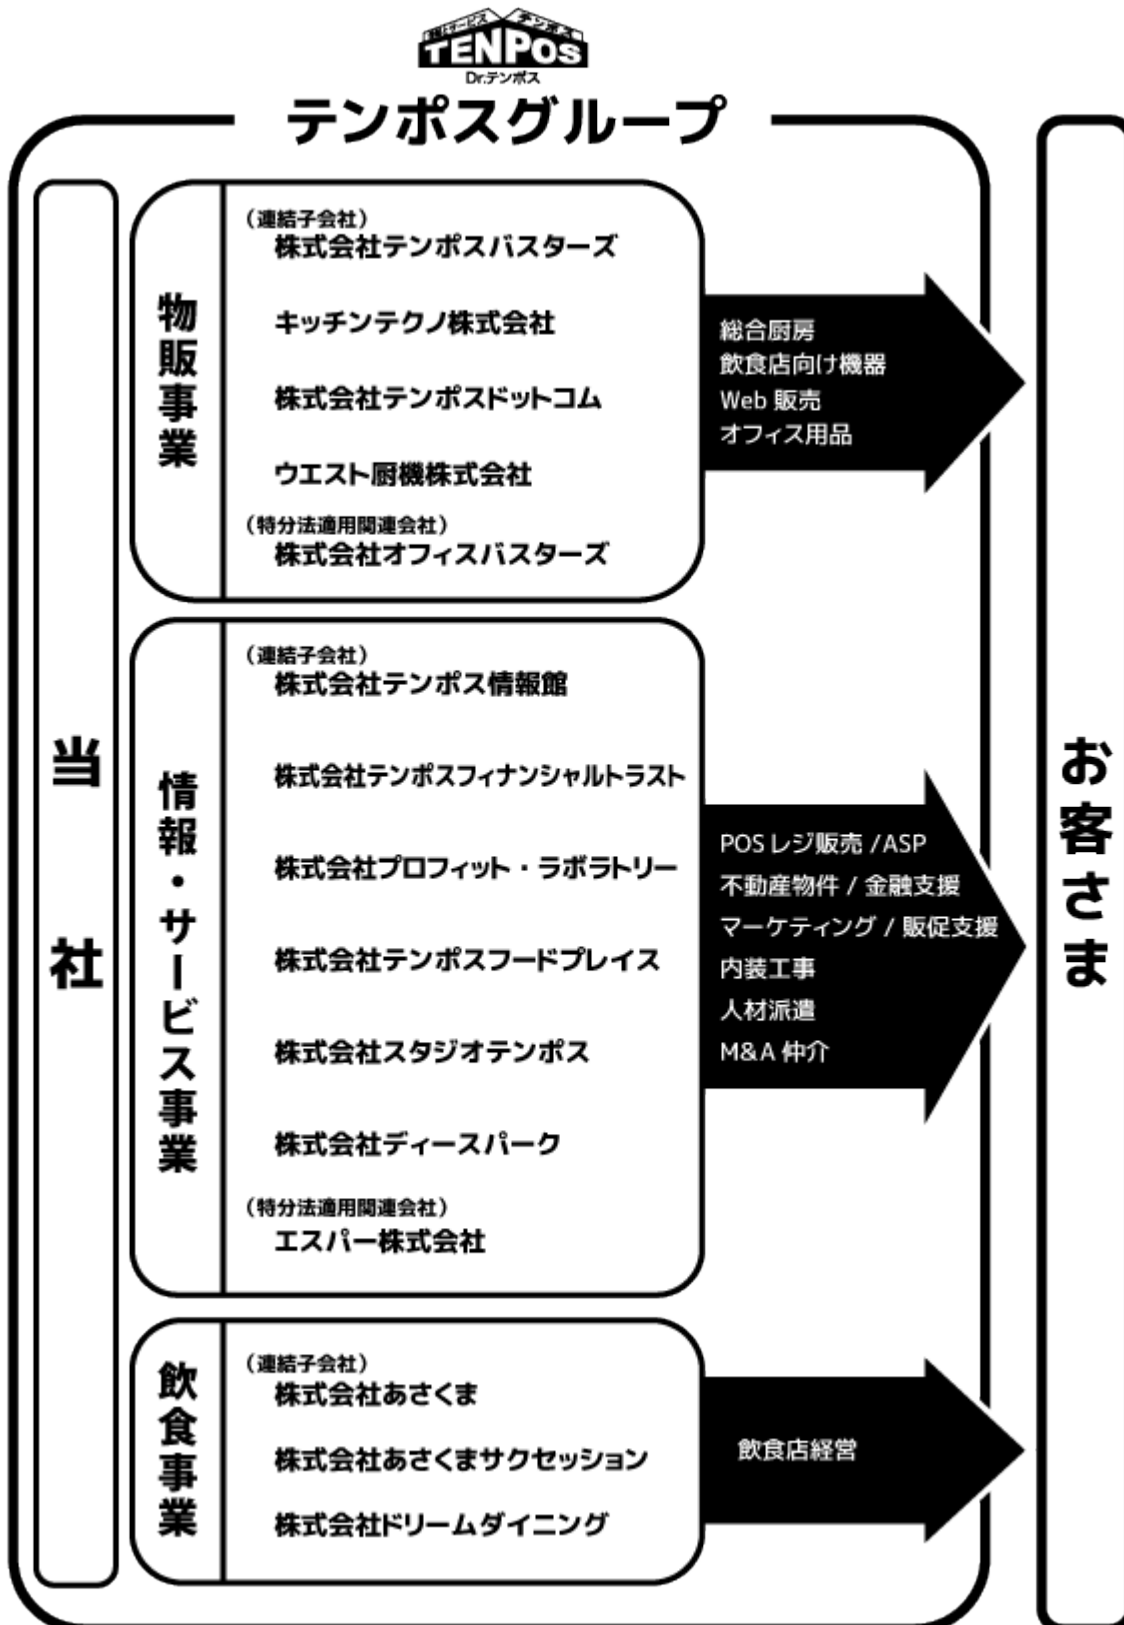 テンポス
TENPOS
Dr.テンポス
テンポスグループ
当社
物販事業
（連結子会社）
株式会社テンポスバスターズ
キッチンテクノ株式会社
株式会社テンポスドットコム
ウエスト厨機株式会社
（特分法適用関連会社）
株式会社オフィスバスターズ
総合厨房
飲食店向け機器
Web 販売
オフィス用品
情報・サービス事業
（連結子会社）
株式会社テンポス情報館
株式会社テンポスフィナンシャルトラスト
株式会社プロフィット・ラボラトリー
株式会社テンポスフードプレイス
株式会社スタジオテンポス
株式会社ディースパーク
（特分法適用関連会社）
エスパー株式会社
POSレジ販売 /ASP
不動産物件 / 金融支援
マーケティング / 販促支援
内装工事
人材派遣
M&A 仲介
飲食事業
（連結子会社）
株式会社あさくま
株式会社あさくまサクセッション
株式会社ドリームダイニング
飲食店経営
お客さま